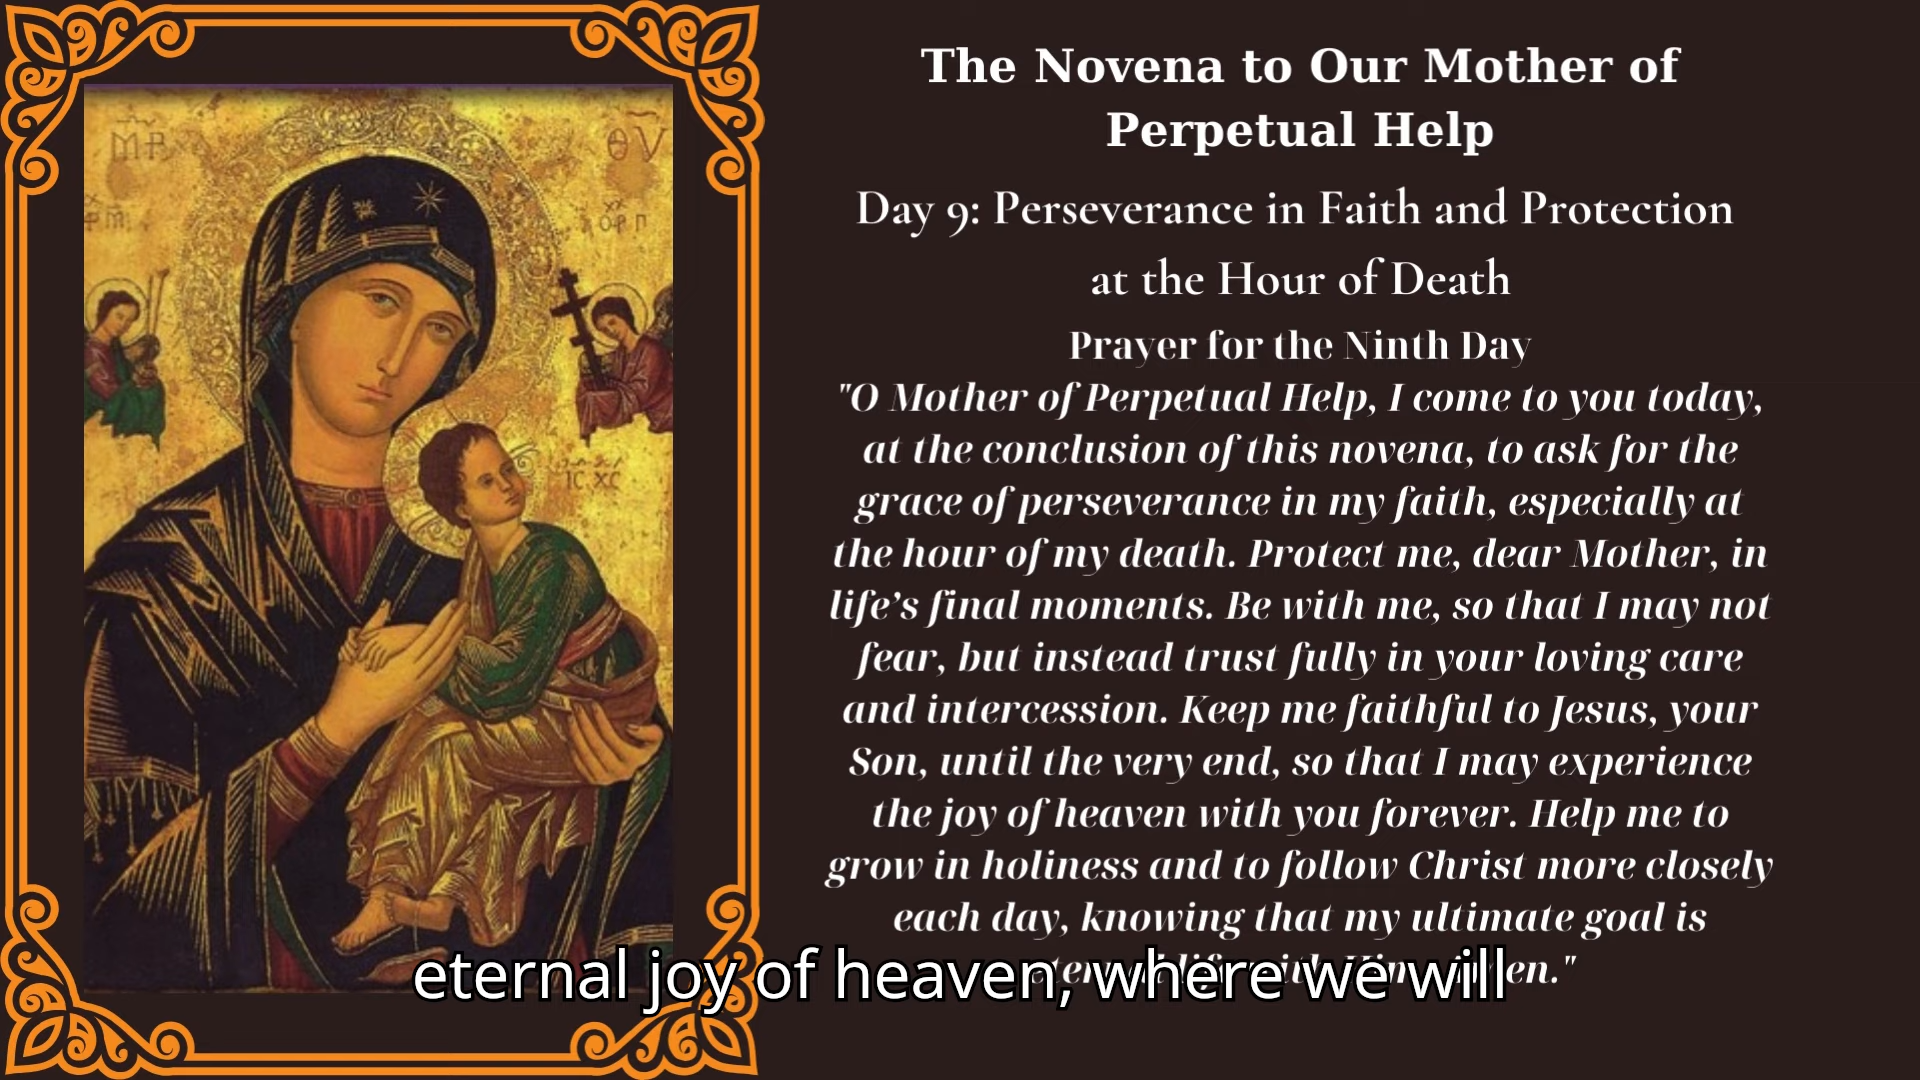 The Novena to Our Mother of
Perpetual Help
Day 9: Perseverance in Faith and Protection
at the Hour of Death
Prayer for the Ninth Day
"O Mother of Perpetual Help, I come to you today,
at the conclusion of this novena, to ask for the
grace of perseverance in my faith, especially at
the hour of my death. Protect me, dear Mother, in
life’s final moments. Be with me, so that I may not
fear, but instead trust fully in your loving care
and intercession. Keep me faithful to Jesus, your
Son, until the very end, so that I may experience
the joy of heaven with you forever. Help me to
grow in holiness and to follow Christ more closely
each day, knowing that my ultimate goal is
eternal joy of heaven, where we will
ΘΥ
IC XC